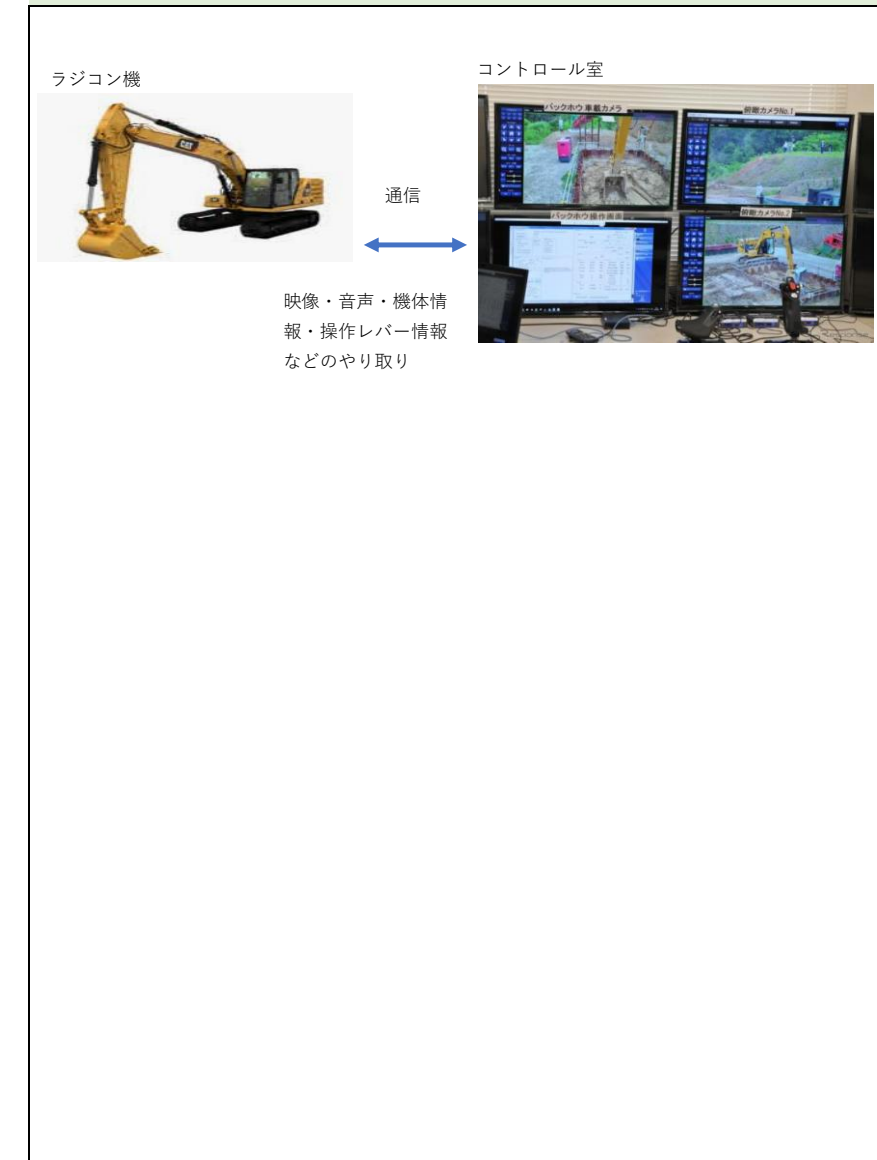 ラジコン機
コントロール室
CAT
バックホウ 車載カメラ
俯瞰カメラNo.1
通信
バックホウ操作画面
俯瞰カメラNo.2
映像・音声・機体情
報・操作レバー情報
などのやり取り